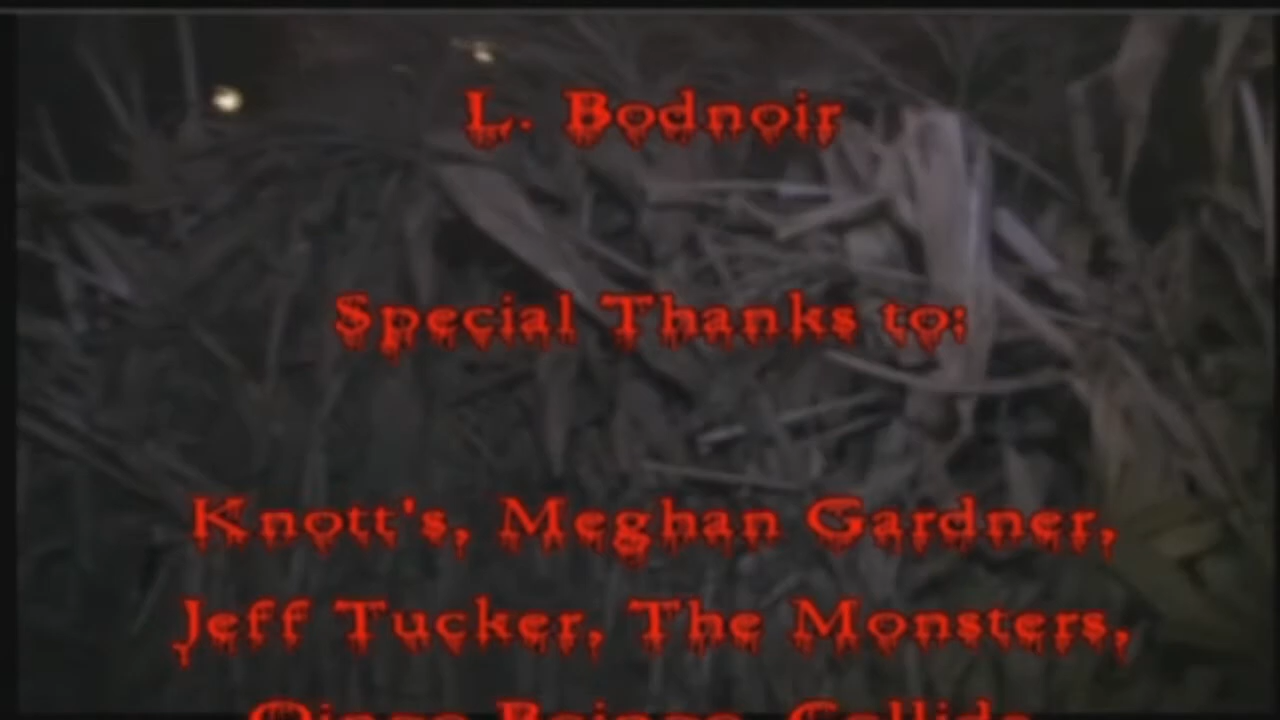 L. Bodnoir
Special Thanks to:
Knott's, Meghan Gardner,
Jeff Tucker, The Monsters,